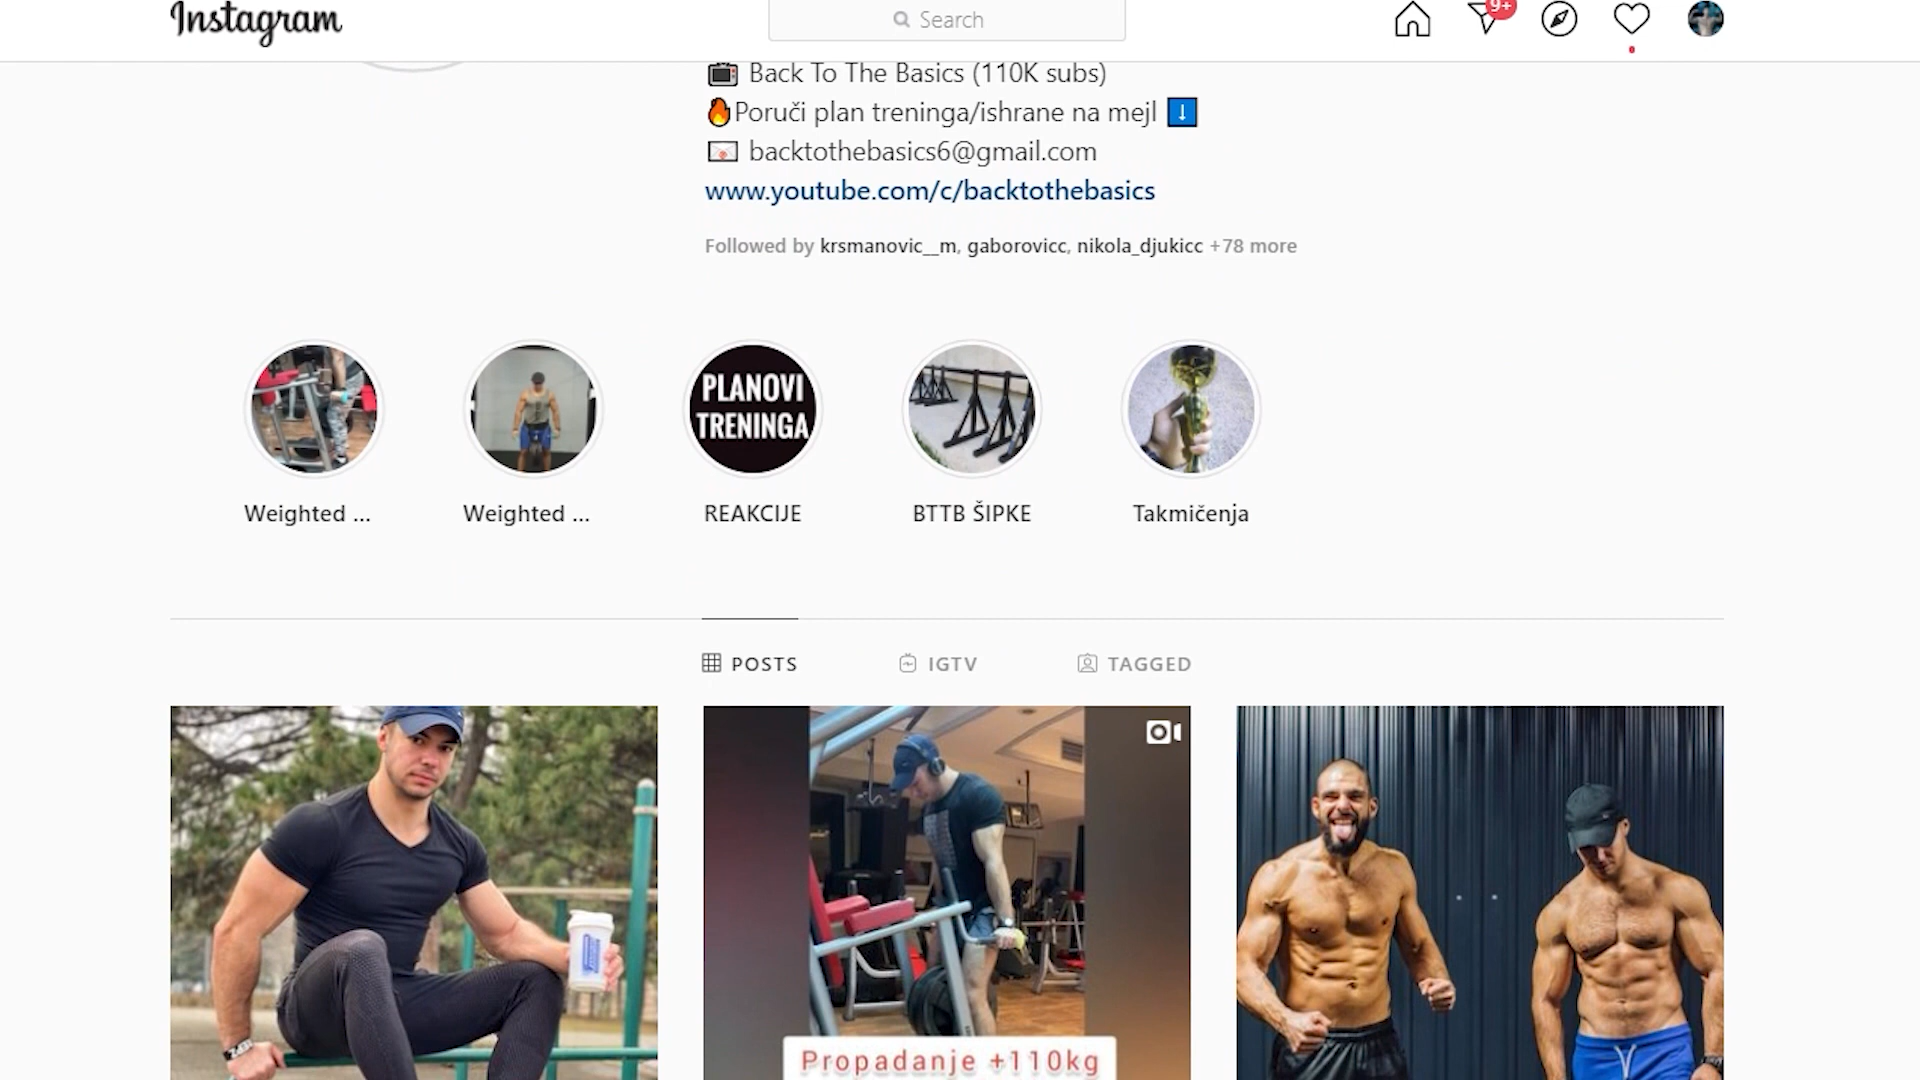 Instagram
Search
9+
Back To The Basics (110K subs)
Poruči plan treninga/ishrane na mejl
backtothebasics6@gmail.com
www.youtube.com/c/backtothebasics
Followed by krsmanovic__m, gaborovicc, nikola_djukicc +78 more
PLANOVI
TRENINGA
Weighted ...
Weighted ...
REAKCIJE
BTTB ŠIPKE
Takmičenja
POSTS
IGTV
TAGGED
Propadanje +110kg